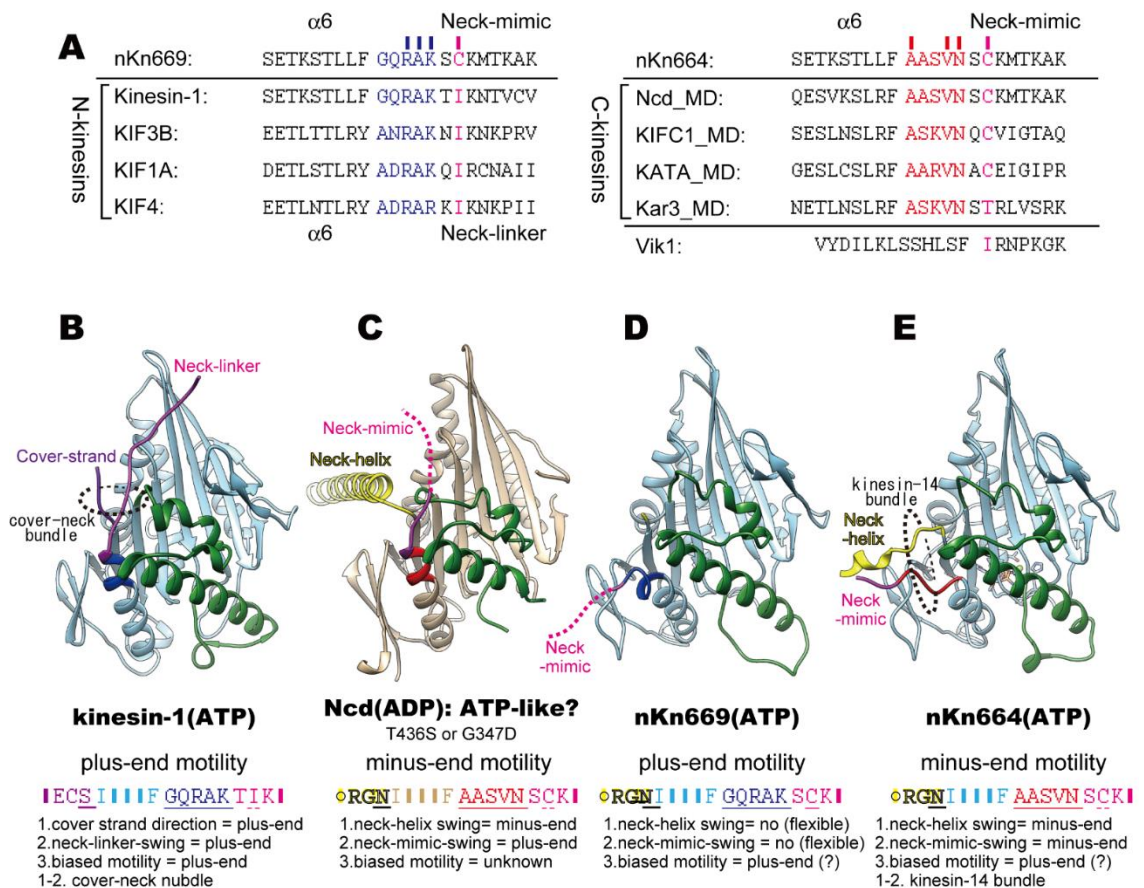 A
α6 Neck-mimic
nKn669: SETKSTLLF GQRAK SCKMTKAK
N-kinesins
Kinesin-1: SETKSTLLF GQRAK TIKNTVCV
KIF3B: EETLTTLRY ANRAK NIKNKPRV
KIF1A: DETLSTLRY ADRAK QIRCNAII
KIF4: EETLNTLRY ADRAR KIKNKPII
α6 Neck-linker
α6 Neck-mimic
nKn664: SETKSTLLF AASVN SCKMTKAK
C-kinesins
Ncd_MD: QESVKSLRF AASVN SCKMTKAK
KIFC1_MD: SESLNSLRF ASKVN QCVIGTAQ
KATA_MD: GESLCSLRF AARVN ACEIGIPR
Kar3_MD: NETLNSLRF ASKVN STRLVSRK
Vik1: VYDILKLSSHLSF IRNPKGK
B
Neck-linker
Cover-strand
cover-neck
bundle
kinesin-1(ATP)
plus-end motility
ECSI F GQRAKTIK
1.cover strand direction = plus-end
2.neck-linker-swing = plus-end
3.biased motility = plus-end
1-2. cover-neck nubdle
C
Neck-mimic
Neck-helix
Ncd(ADP): ATP-like?
T436S or G347D
minus-end motility
RGNI F AASVN SCK
1.neck-helix swing= minus-end
2.neck-mimic-swing = plus-end
3.biased motility = unknown
D
Neck
-mimic
nKn669(ATP)
plus-end motility
RGNI F GQRAKSCK
1.neck-helix swing= no (flexible)
2.neck-mimic-swing = no (flexible)
3.biased motility = plus-end (?)
E
kinesin-14
bundle
Neck
-helix
Neck
-mimic
nKn664(ATP)
minus-end motility
RGNI F AASVN SCK
1.neck-helix swing= minus-end
2.neck-mimic-swing = minus-end
3.biased motility = plus-end (?)
1-2. kinesin-14 bundle